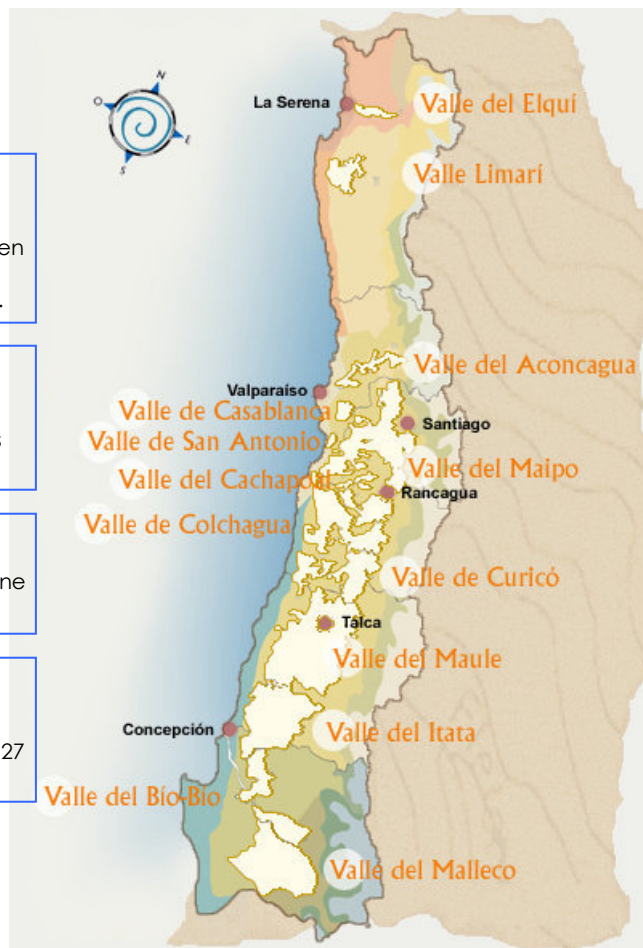 N
O
E
S
La Serena
Valle del Elquí
Valle Limarí
en
.
Valle del Aconcagua
Valparaíso
Valle de Casablanca
Santiago
s
Valle de San Antonio
Valle del Maipo
Valle del Cachapoal
Rancagua
Valle de Colchagua
Valle de Curicó
ne
Talca
Valle del Maule
Concepción
Valle del Itata
27
Valle del Bío-Bío
Valle del Malleco